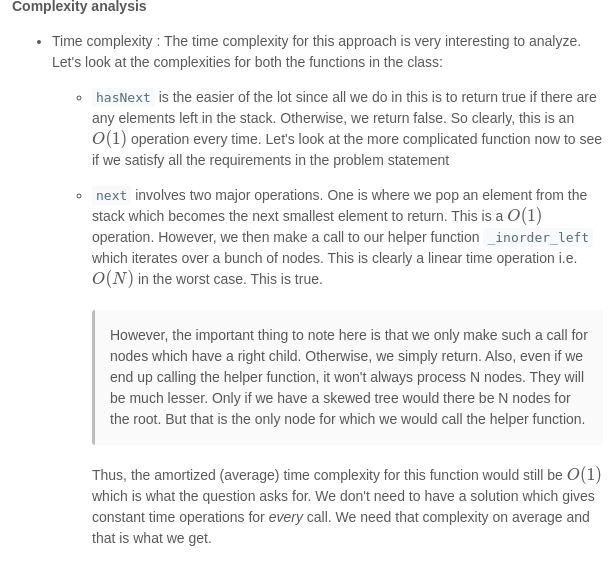 Complexity analysis
• Time complexity : The time complexity for this approach is very interesting to analyze.
Let's look at the complexities for both the functions in the class:
◦ hasNext is the easier of the lot since all we do in this is to return true if there are
any elements left in the stack. Otherwise, we return false. So clearly, this is an
O(1) operation every time. Let's look at the more complicated function now to see
if we satisfy all the requirements in the problem statement
◦ next involves two major operations. One is where we pop an element from the
stack which becomes the next smallest element to return. This is a O(1)
operation. However, we then make a call to our helper function _inorder_left
which iterates over a bunch of nodes. This is clearly a linear time operation i.e.
O(N) in the worst case. This is true.
However, the important thing to note here is that we only make such a call for
nodes which have a right child. Otherwise, we simply return. Also, even if we
end up calling the helper function, it won't always process N nodes. They will
be much lesser. Only if we have a skewed tree would there be N nodes for
the root. But that is the only node for which we would call the helper function.
Thus, the amortized (average) time complexity for this function would still be O(1)
which is what the question asks for. We don't need to have a solution which gives
constant time operations for every call. We need that complexity on average and
that is what we get.